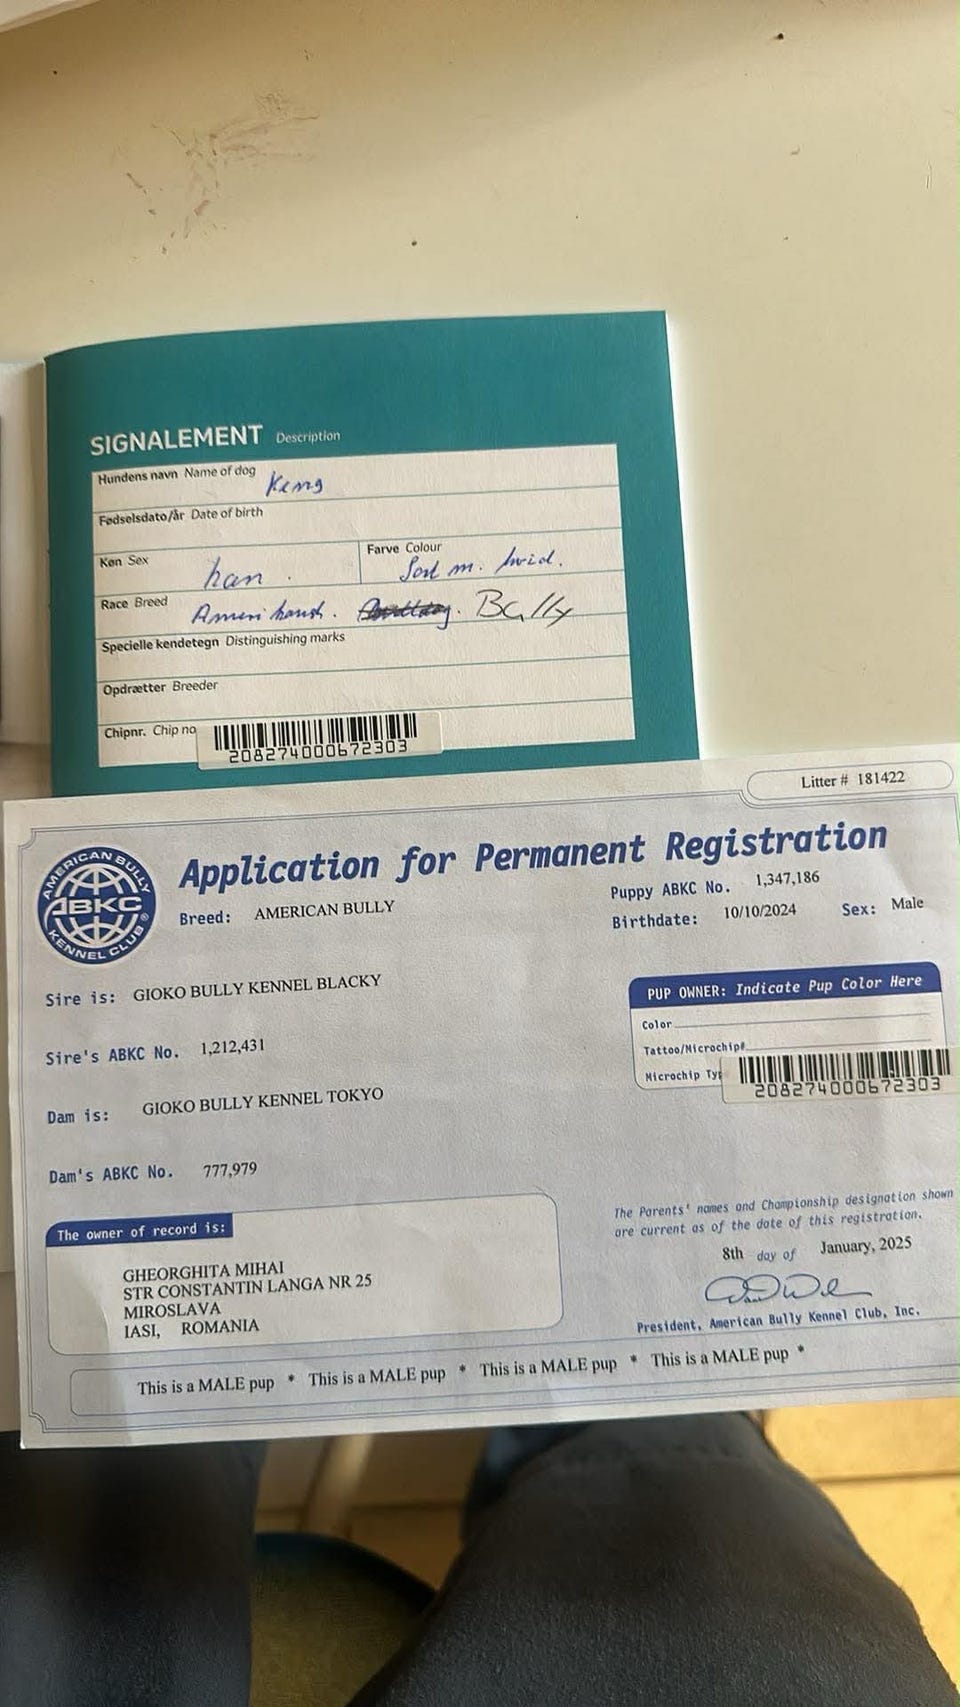 SIGNALEMENT Description
Hundens navn Name of dog
Fødselsdato/år Date of birth
Køn Sex han . Farve Colour m. hvid.
Race Breed Bully
Specielle kendetegn Distinguishing marks
Opdrætter Breeder
Chipnr. Chip no
208274000672303
Litter # 181422
AMERICAN BULLY KENNEL CLUB
ABKC
®
Application for Permanent Registration
Breed: AMERICAN BULLY
Puppy ABKC No. 1,347,186
Birthdate: 10/10/2024 Sex: Male
Sire is: GIOKO BULLY KENNEL BLACKY
Sire's ABKC No. 1,212,431
Dam is: GIOKO BULLY KENNEL TOKYO
Dam's ABKC No. 777,979
PUP OWNER: Indicate Pup Color Here
Color
Tattoo/Microchip#
Microchip Typ
208274000672303
The owner of record is:
GHEORGHITA MIHAI
STR CONSTANTIN LANGA NR 25
MIROSLAVA
IASI, ROMANIA
The Parents' names and Championship designation shown
are current as of the date of this registration.
8th day of January, 2025
President, American Bully Kennel Club, Inc.
This is a MALE pup * This is a MALE pup * This is a MALE pup * This is a MALE pup *